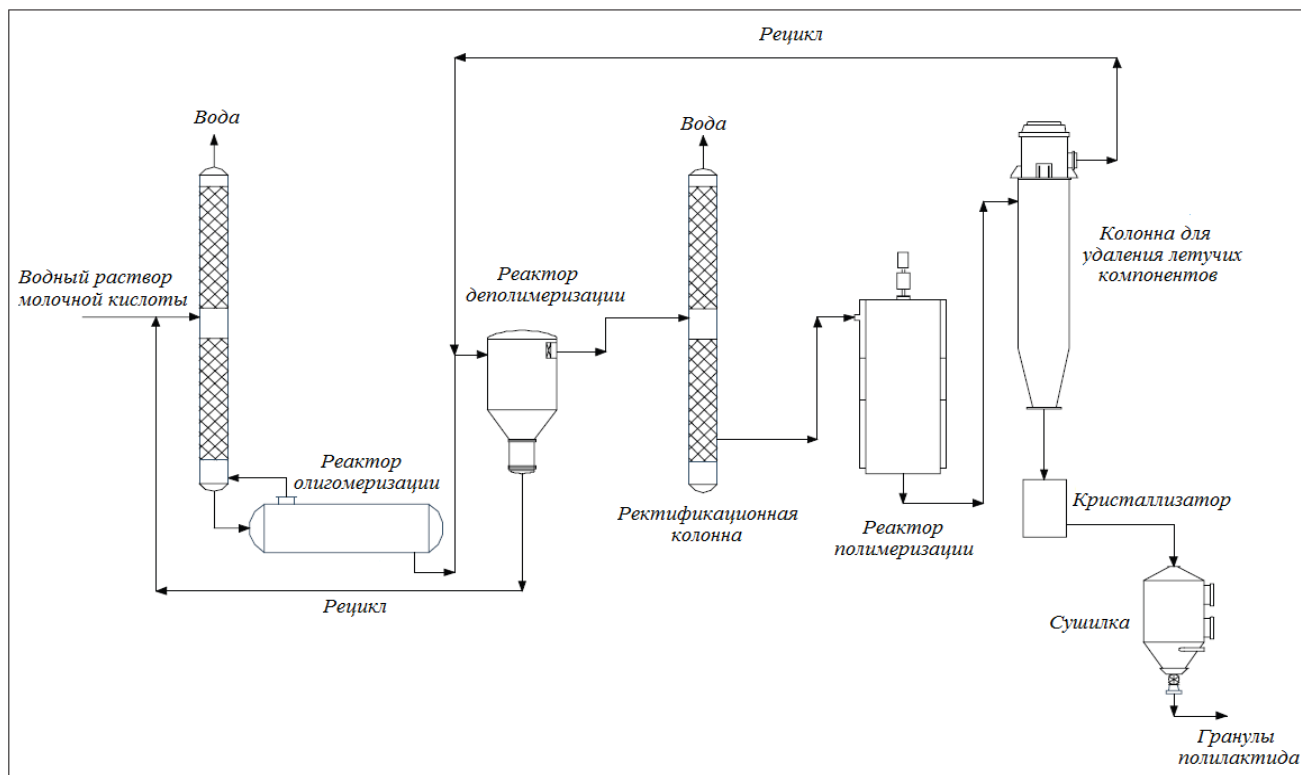 Рецикл
Вода
Вода
Водный раствор
молочной кислоты
Реактор
деполимеризации
Колонна для
удаления летучих
компонентов
Реактор
олигомеризации
Ректификационная
колонна
Реактор
полимеризации
Кристаллизатор
Рецикл
Сушилка
Гранулы
полилактида